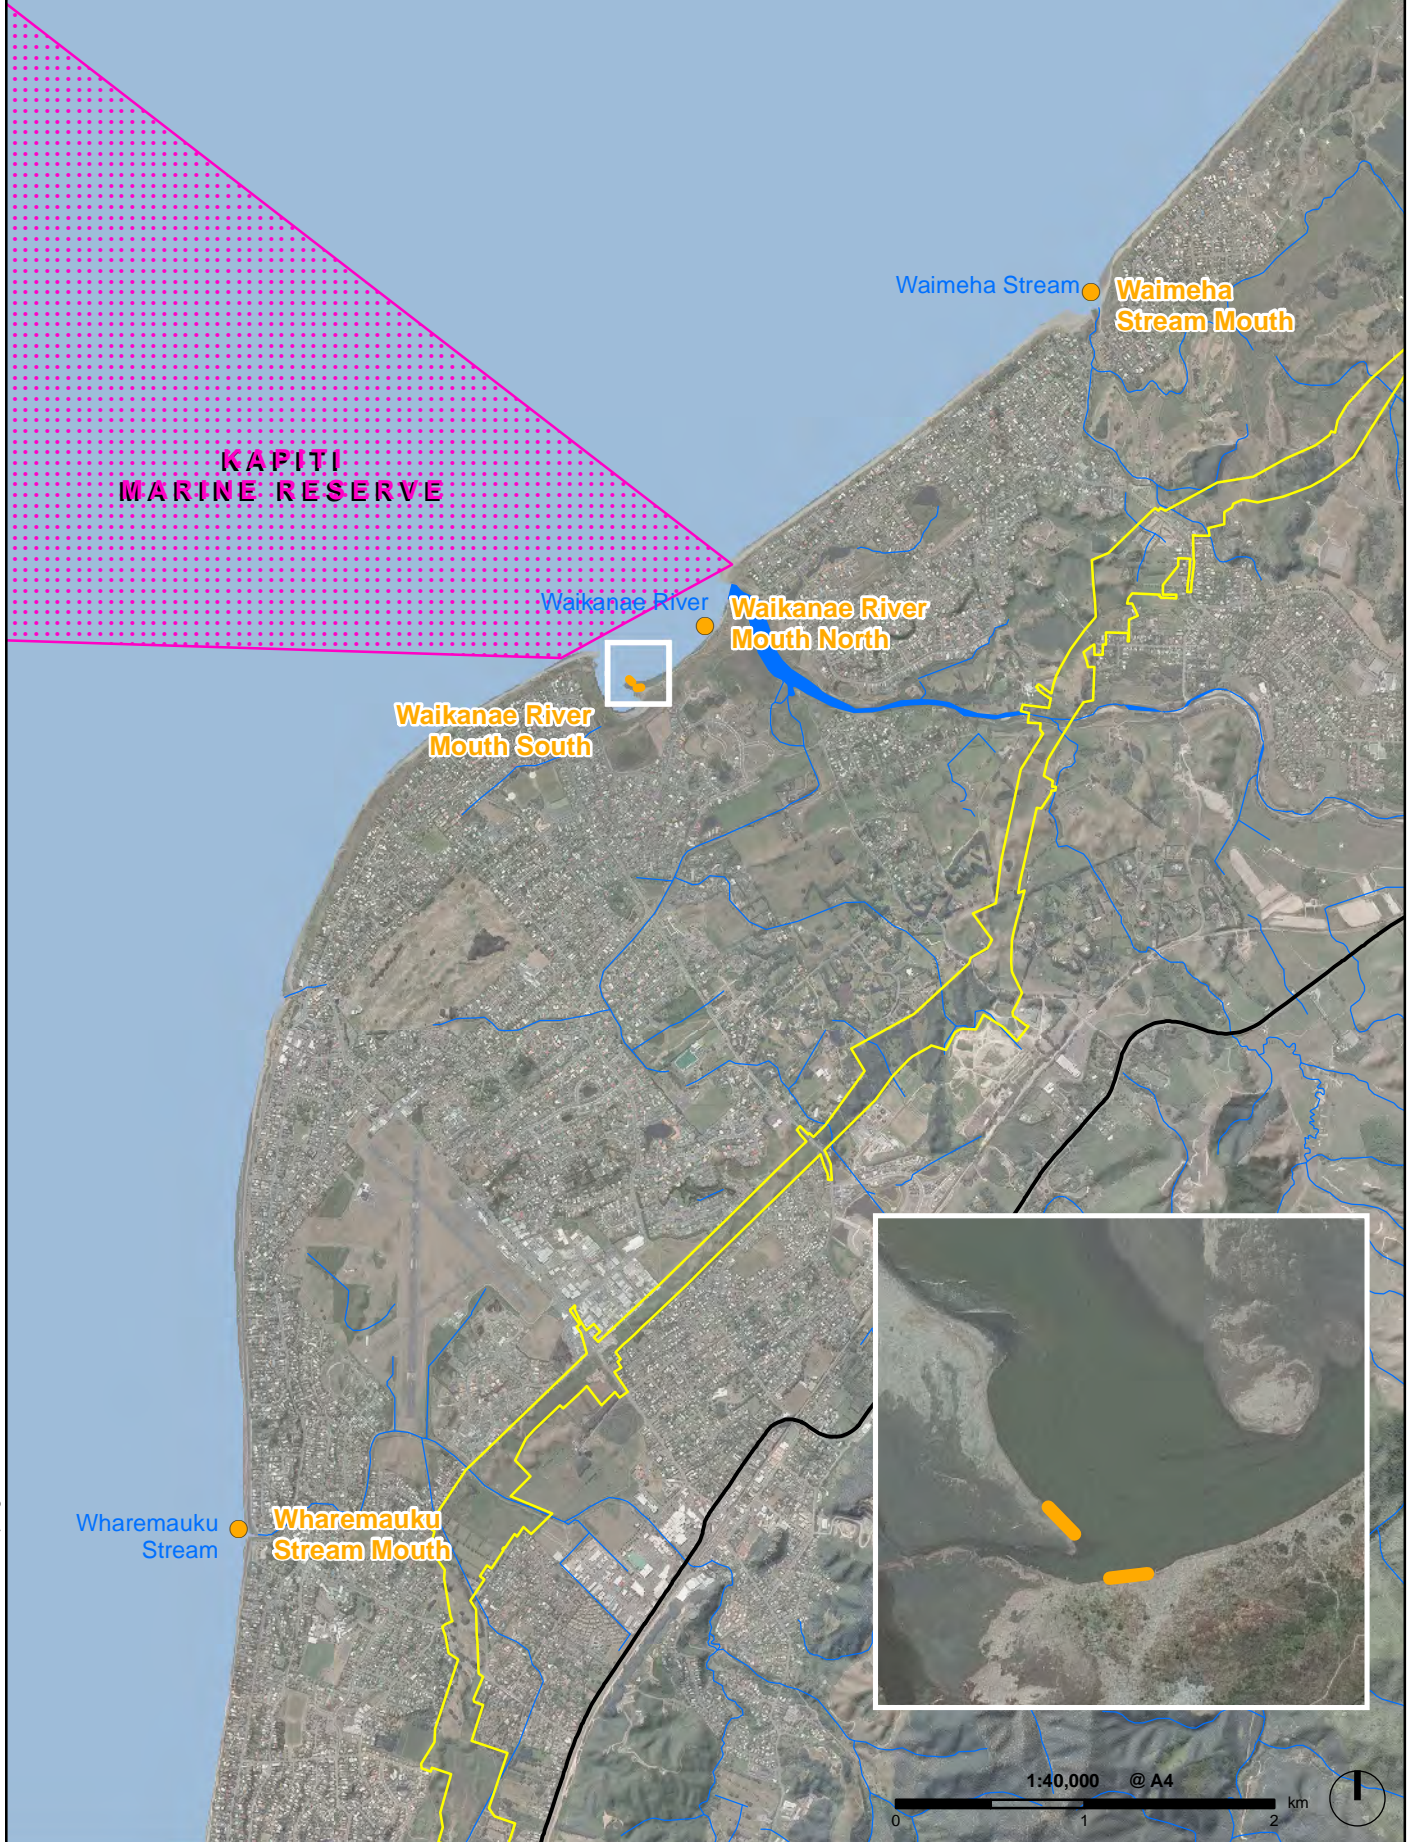 Waimeha Stream
Waimeha
Stream Mouth
KAPITI
MARINE RESERVE
Waikanae River
Waikanae River
Mouth North
Waikanae River
Mouth South
Wharemauku
Stream
Wharemauku
Stream Mouth
1:40,000 @ A4
km
0 1 2